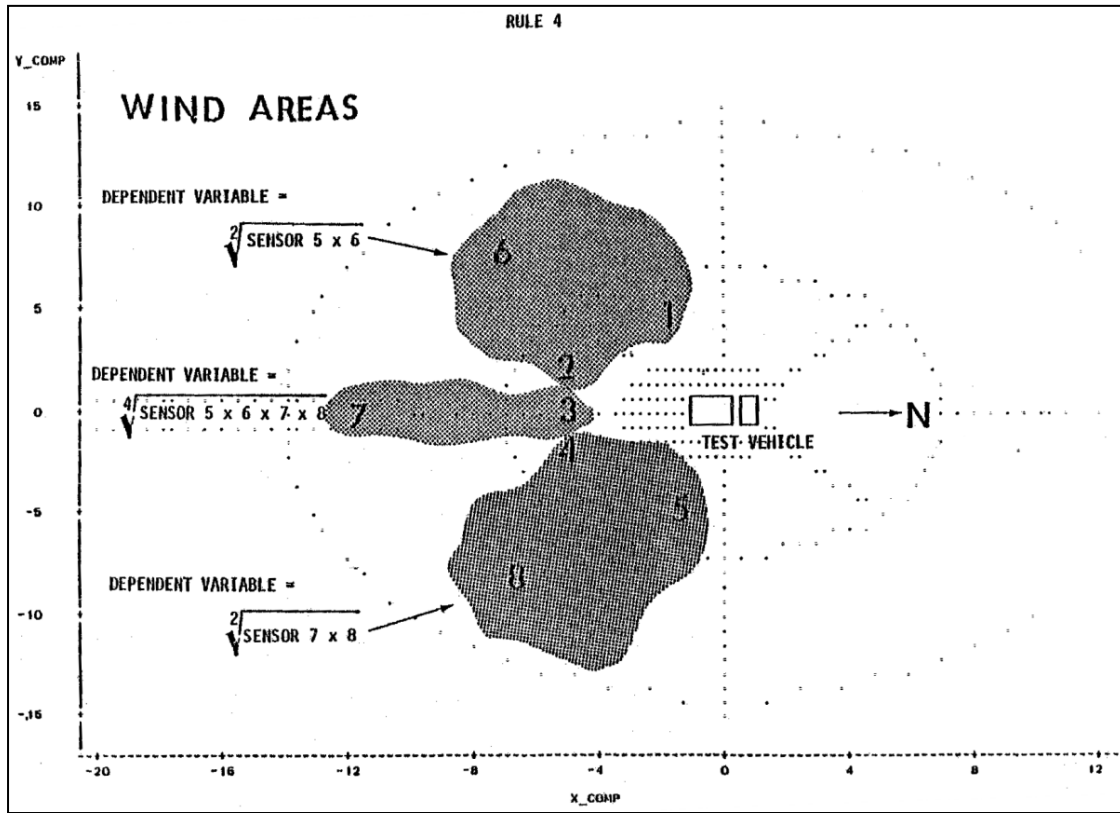 RULE 4
Y_COMP
WIND AREAS
15
DEPENDENT VARIABLE =
10
2√SENSOR 5 x 6
6
5
1
2
DEPENDENT VARIABLE =
4√SENSOR 5 x 6 x 7 x 8
0
7
3
N
TEST VEHICLE
4
-5
5
8
DEPENDENT VARIABLE =
-10
2√SENSOR 7 x 8
-15
-20 -16 -12 -8 -4 0 4 8 12
X_COMP